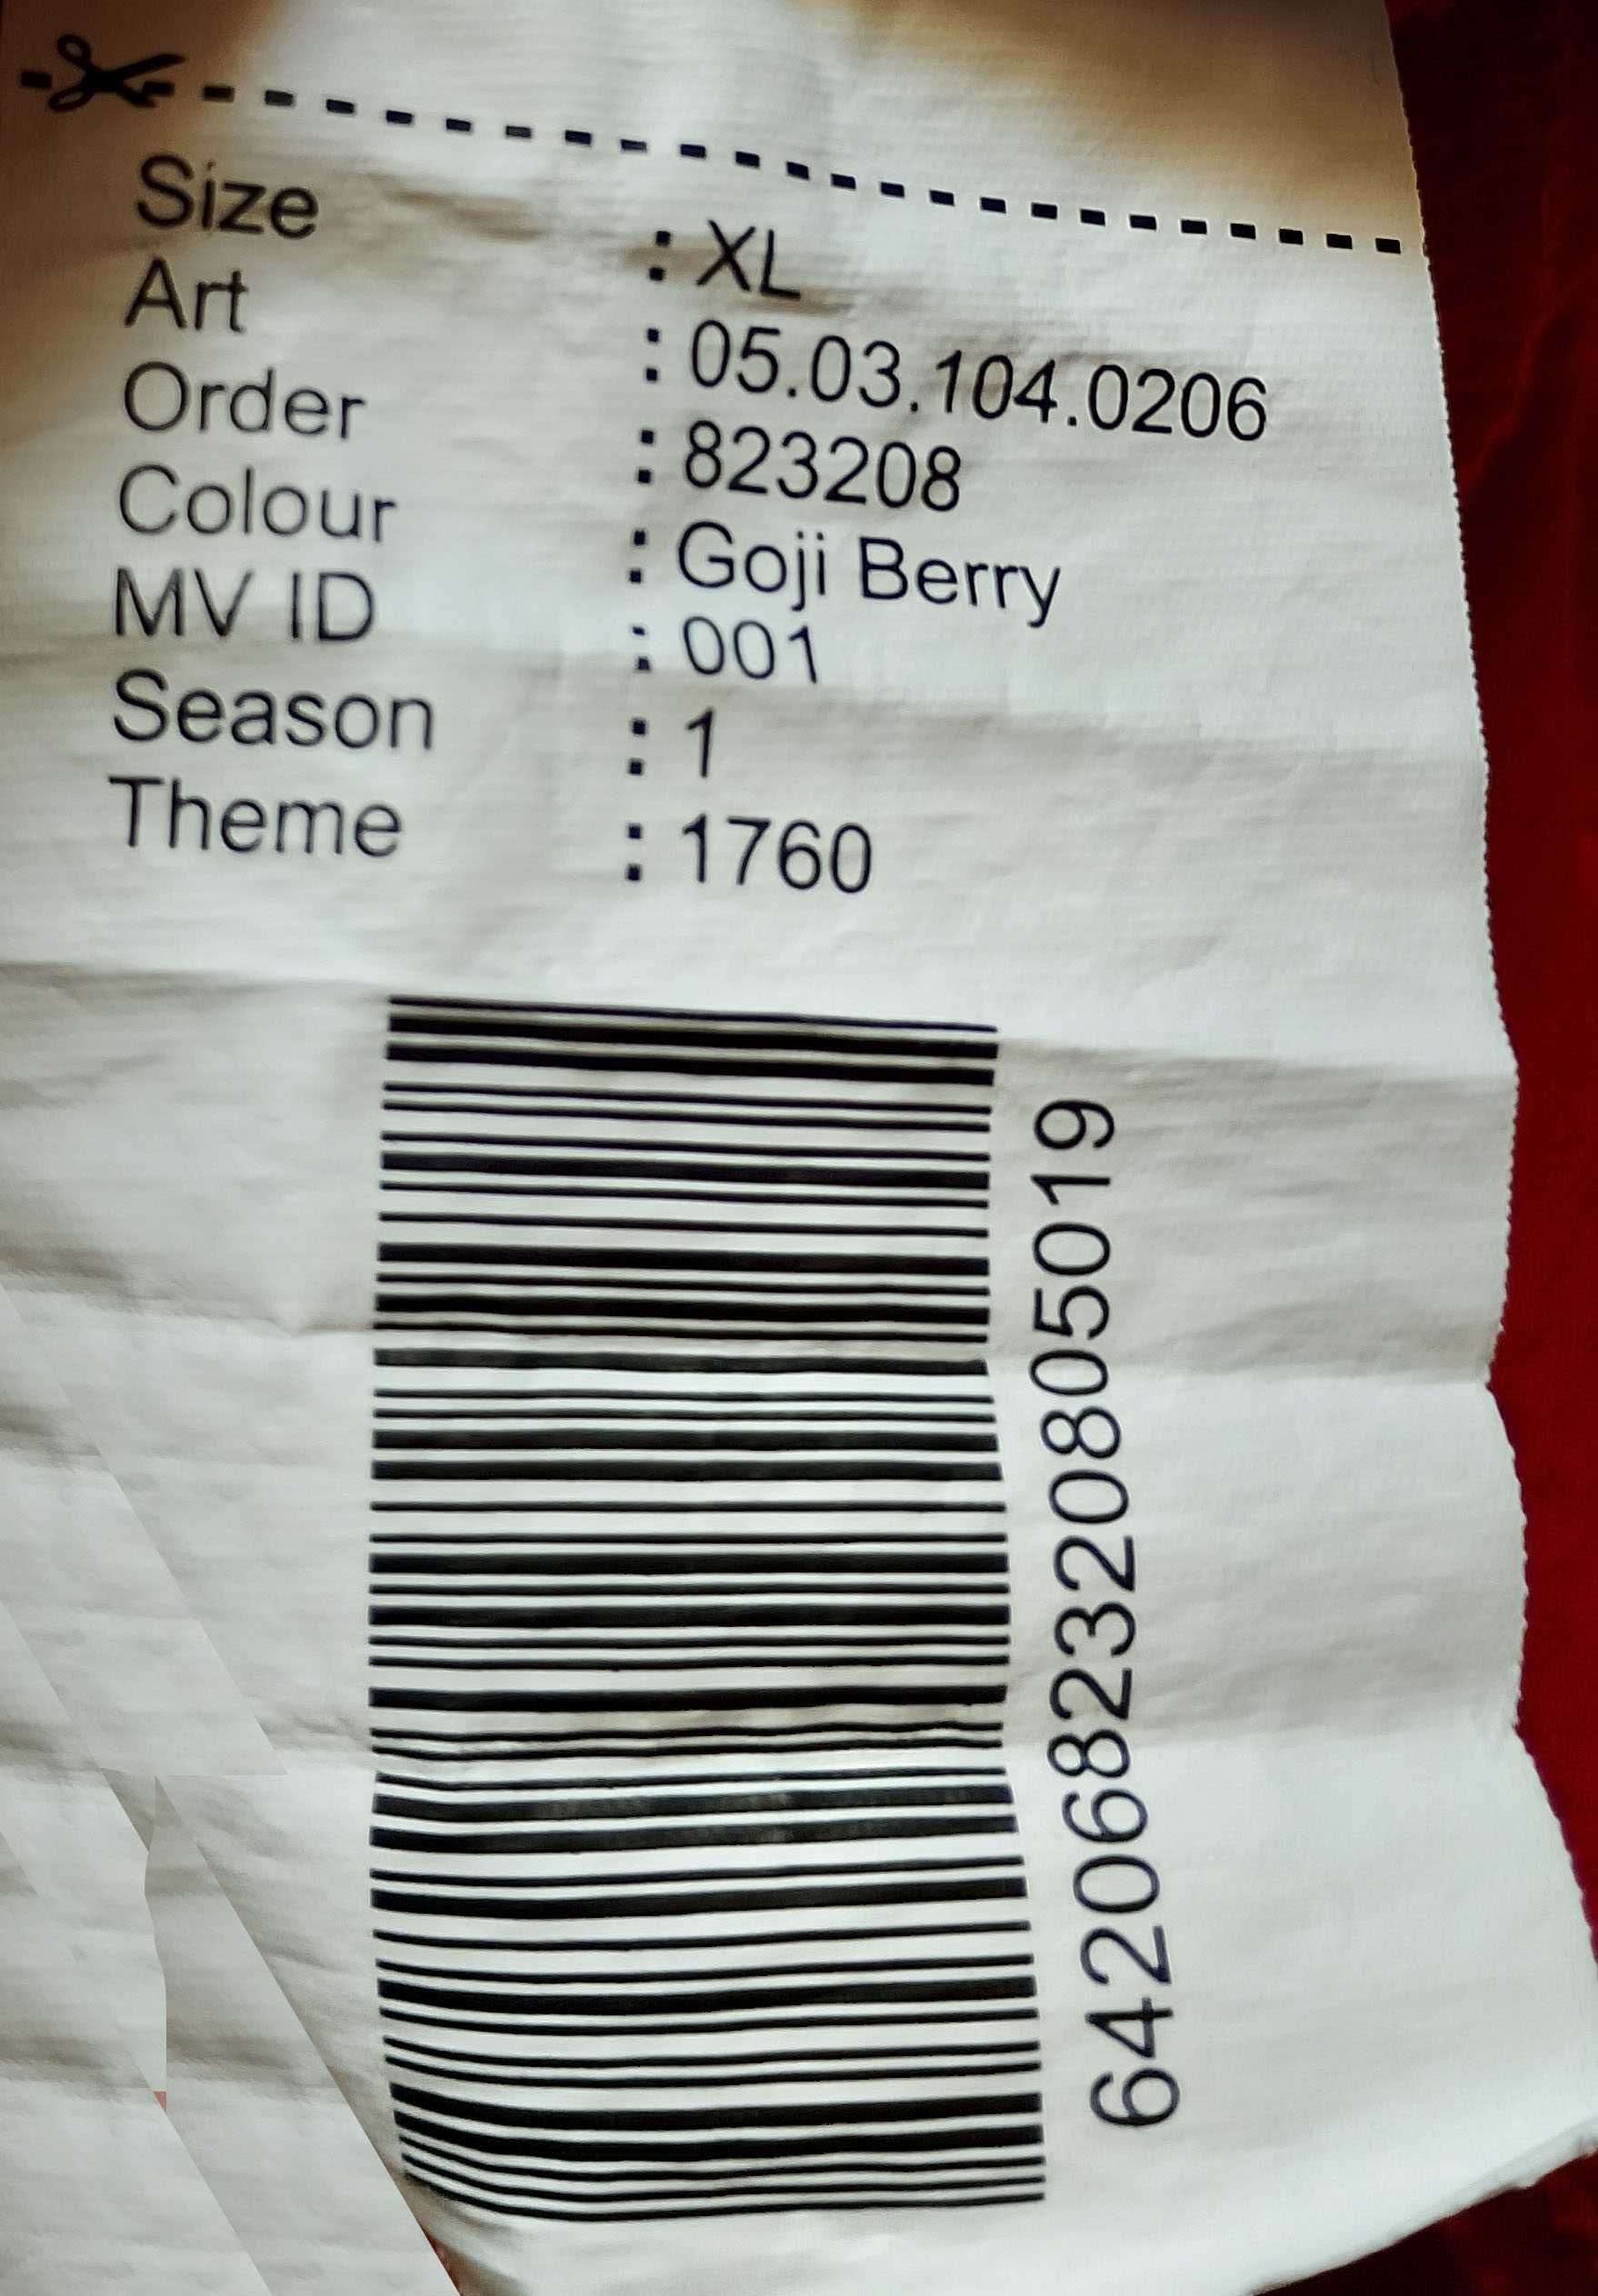 Size : XL
Art : 05.03.104.0206
Order : 823208
Colour : Goji Berry
MV ID : 001
Season : 1
Theme : 1760
6420682320805019